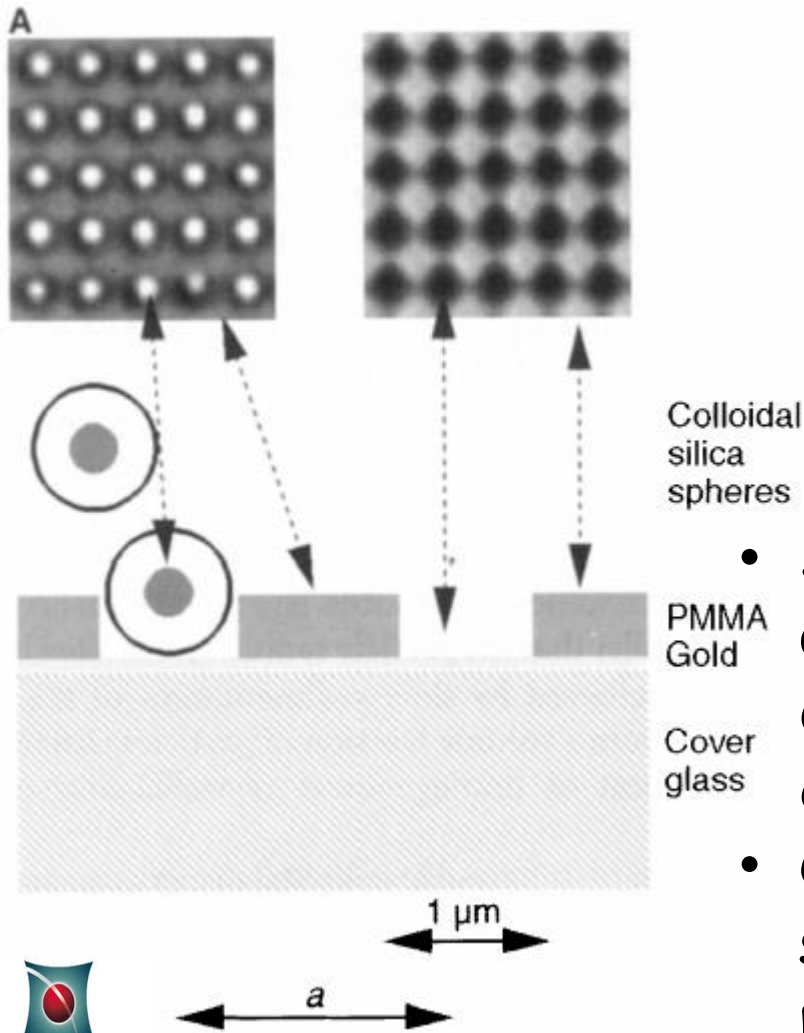 A
Colloidal
silica
spheres
PMMA
Gold
Cover
glass
1 μm
a